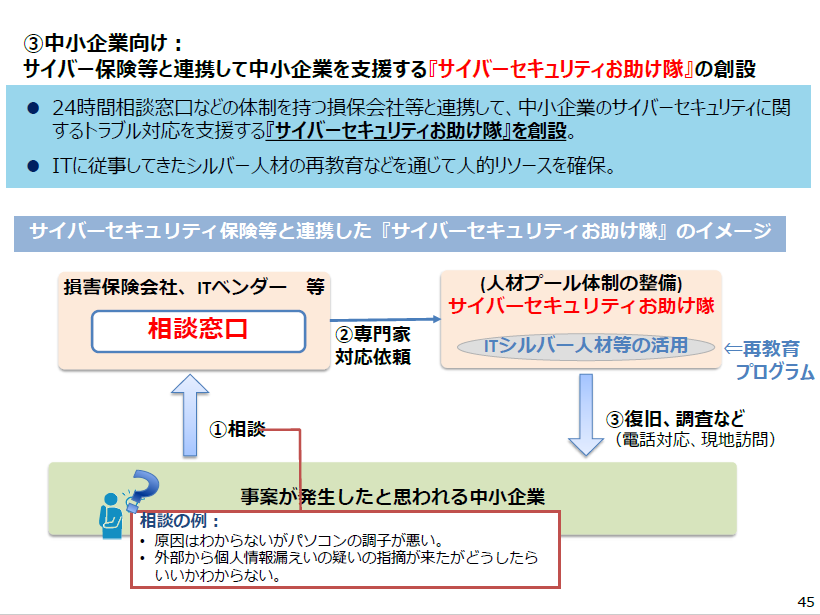 ③中小企業向け：
サイバー保険等と連携して中小企業を支援する『サイバーセキュリティお助け隊』の創設
● 24時間相談窓口などの体制を持つ損保会社等と連携して、中小企業のサイバーセキュリティに関
するトラブル対応を支援する『サイバーセキュリティお助け隊』を創設。
● ITに従事してきたシルバー人材の再教育などを通じて人的リソースを確保。
サイバーセキュリティ保険等と連携した『サイバーセキュリティお助け隊』のイメージ
損害保険会社、ITベンダー　等
相談窓口
②専門家
対応依頼
(人材プール体制の整備)
サイバーセキュリティお助け隊
ITシルバー人材等の活用
⇐再教育
プログラム
①相談
③復旧、調査など
（電話対応、現地訪問）
事案が発生したと思われる中小企業
相談の例：
• 原因はわからないがパソコンの調子が悪い。
• 外部から個人情報漏えいの疑いの指摘が来たがどうしたら
いいかわからない。
45